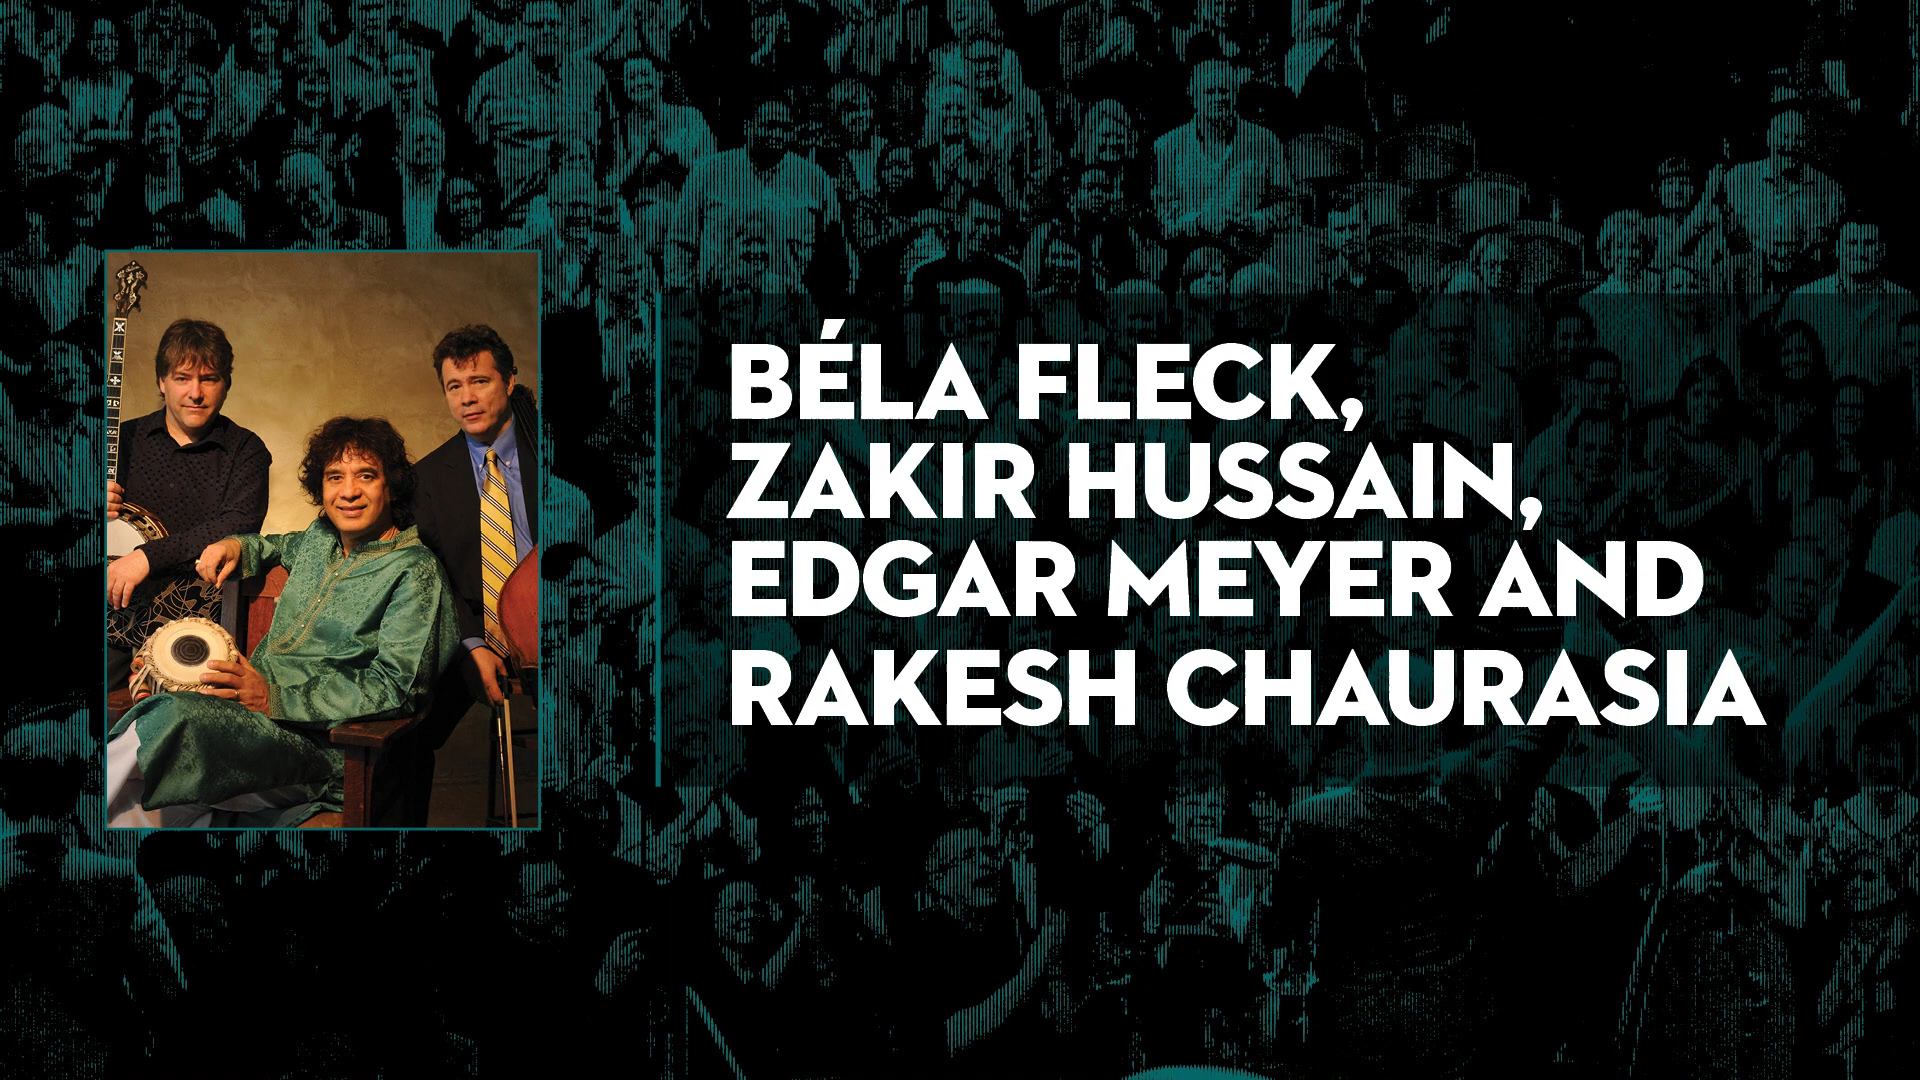 BÉLA FLECK,
ZAKIR HUSSAIN,
EDGAR MEYER AND
RAKESH CHAURASIA